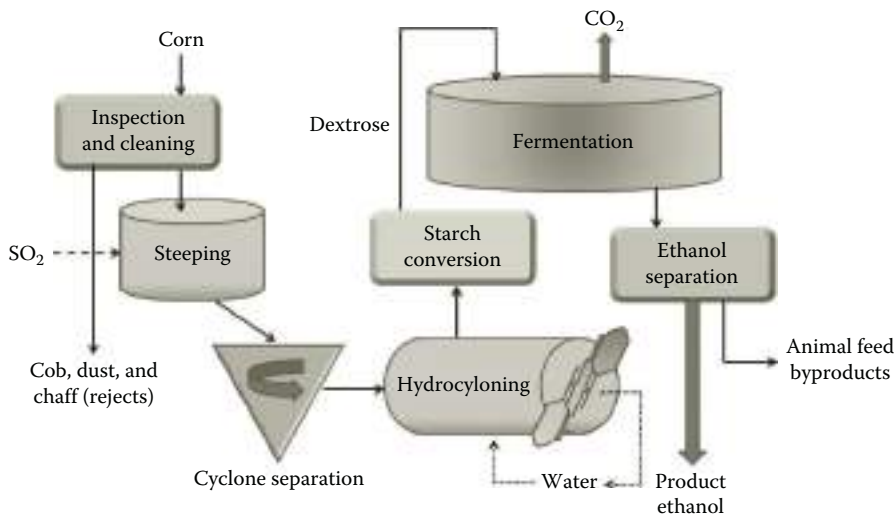 Corn
Inspection
and cleaning
SO₂
Steeping
Cob, dust, and
chaff (rejects)
Cyclone separation
Hydrocyloning
Water
Starch
conversion
Dextrose
CO₂
Fermentation
Ethanol
separation
Animal feed
byproducts
Product
ethanol